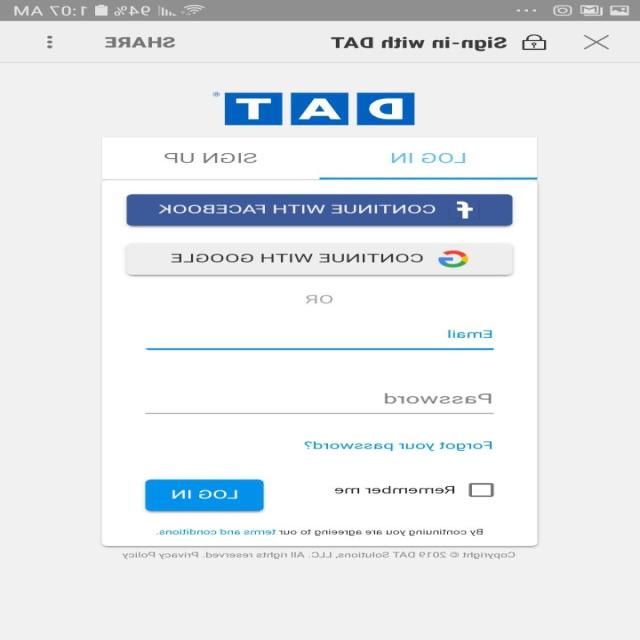 94% 1:07 AM
Sign-in with DAT SHARE
DAT®
LOG IN SIGN UP
CONTINUE WITH FACEBOOK
CONTINUE WITH GOOGLE
OR
Email
Password
Forgot your password?
Remember me LOG IN
By continuing you are agreeing to our terms and conditions.
Copyright © 2019 DAT Solutions, LLC. All rights reserved. Privacy Policy